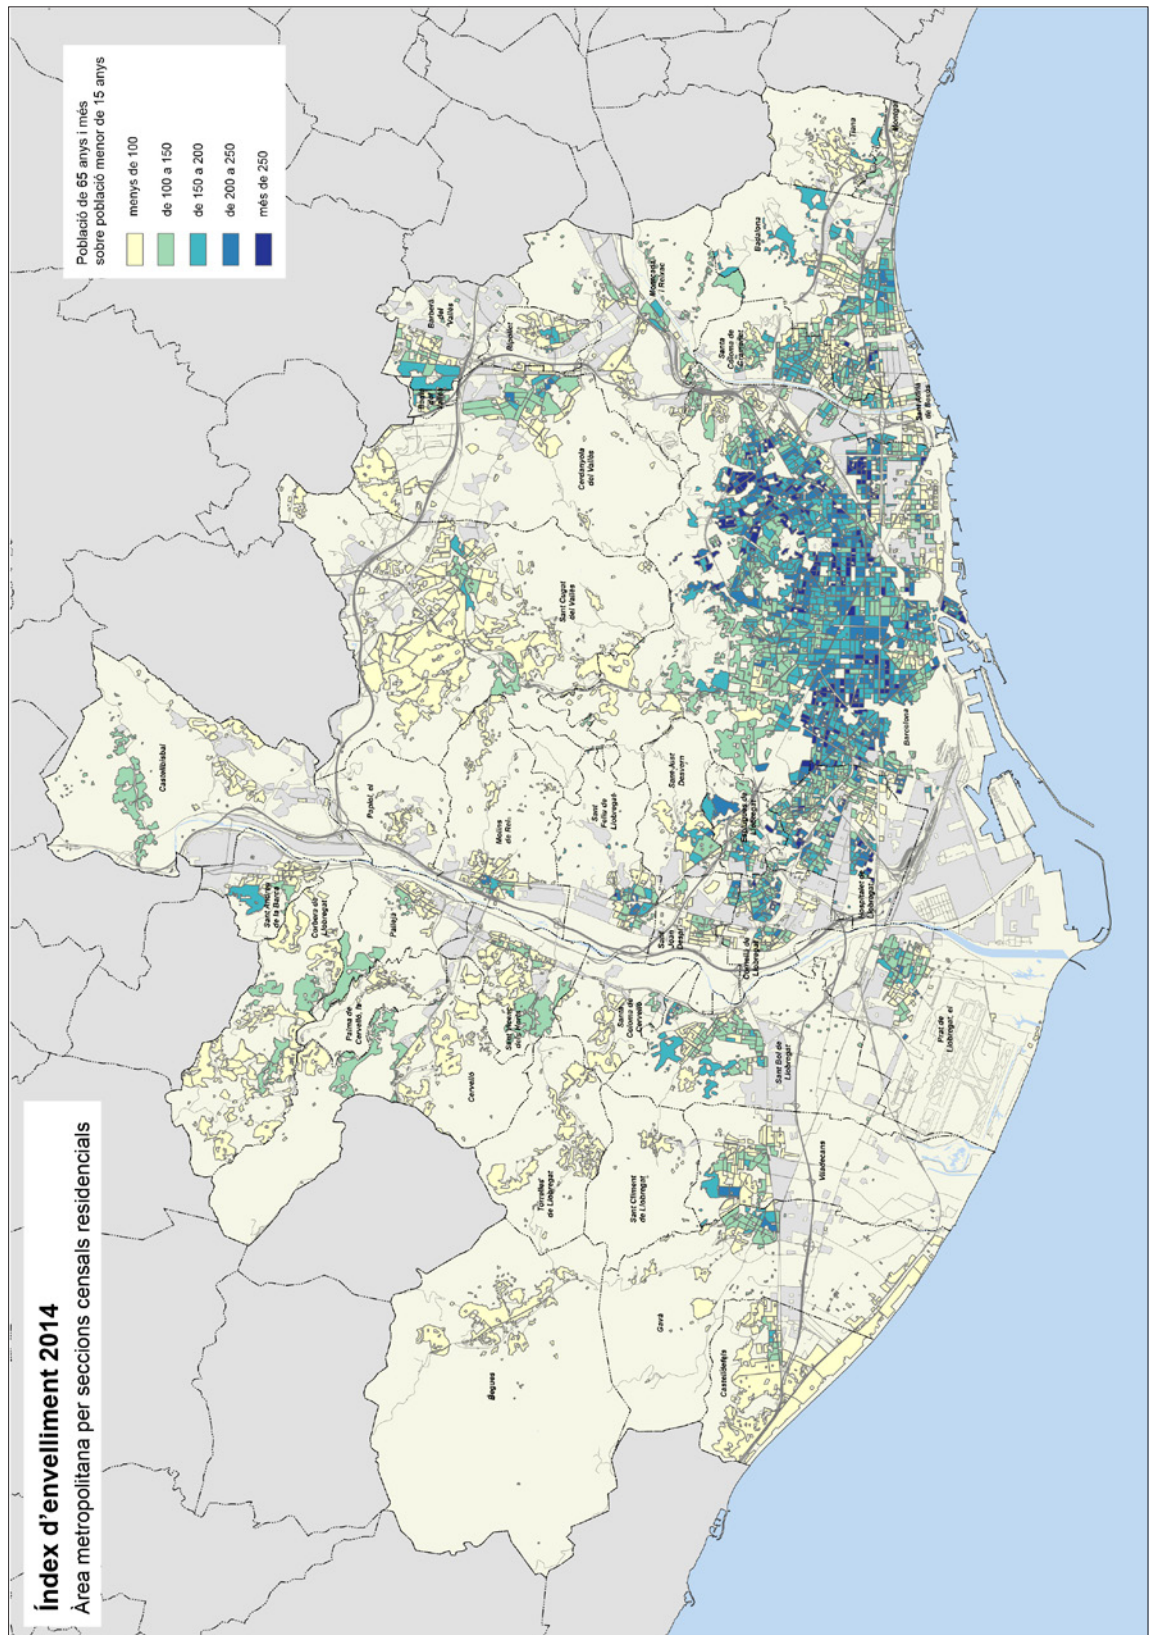 Índex d'envelliment 2014
Àrea metropolitana per seccions censals residencials
Població de 65 anys i més
sobre població menor de 15 anys
menys de 100
de 100 a 150
de 150 a 200
de 200 a 250
més de 250
Castellbisbal
Sant Andreu
de la Barca
Corbera de
Llobregat
Pallejà
Papiol, el
Palma de
Cervelló, la
Cervelló
Sant Vicenç
dels Horts
Molins
de Rei
Sant
Feliu de
Llobregat
Sant Just
Desvern
Esplugues de
Llobregat
Sant
Joan
Despí
Cornellà de
Llobregat
Hospitalet de
Llobregat
Santa
Coloma de
Cervelló
Torrelles
de Llobregat
Sant Climent
de Llobregat
Sant Boi de
Llobregat
Prat de
Llobregat, el
Viladecans
Gavà
Castelldefels
Begues
Sant Cugat
del Vallès
Cerdanyola
del Vallès
Badia
del
Vallès
Barberà
del
Vallès
Ripollet
Montcada
i Reixac
Santa
Coloma de
Gramenet
Badalona
Sant Adrià
de Besòs
Tiana
Montgat
Barcelona